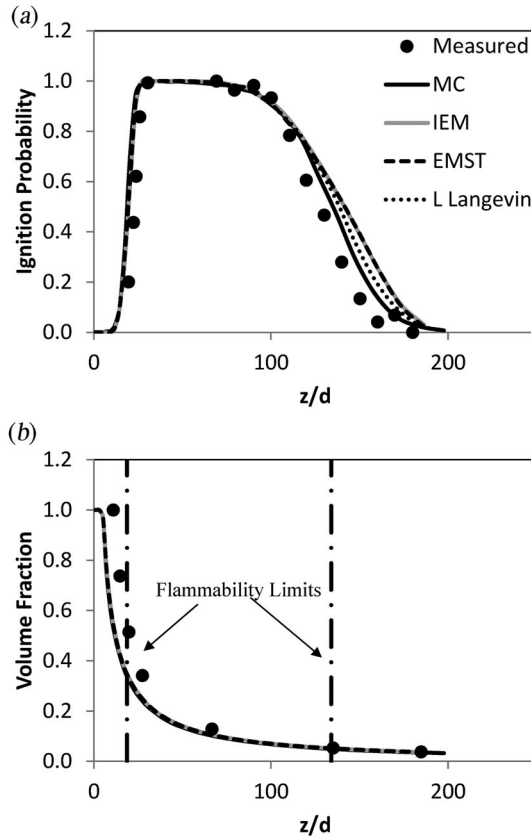 (a)
1.2
1.0
0.8
0.6
0.4
0.2
0.0
Ignition Probability
Measured
MC
IEM
EMST
L Langevin
0
100
200
z/d
(b)
1.2
1.0
0.8
0.6
0.4
0.2
0.0
Volume Fraction
Flammability Limits
0
100
200
z/d